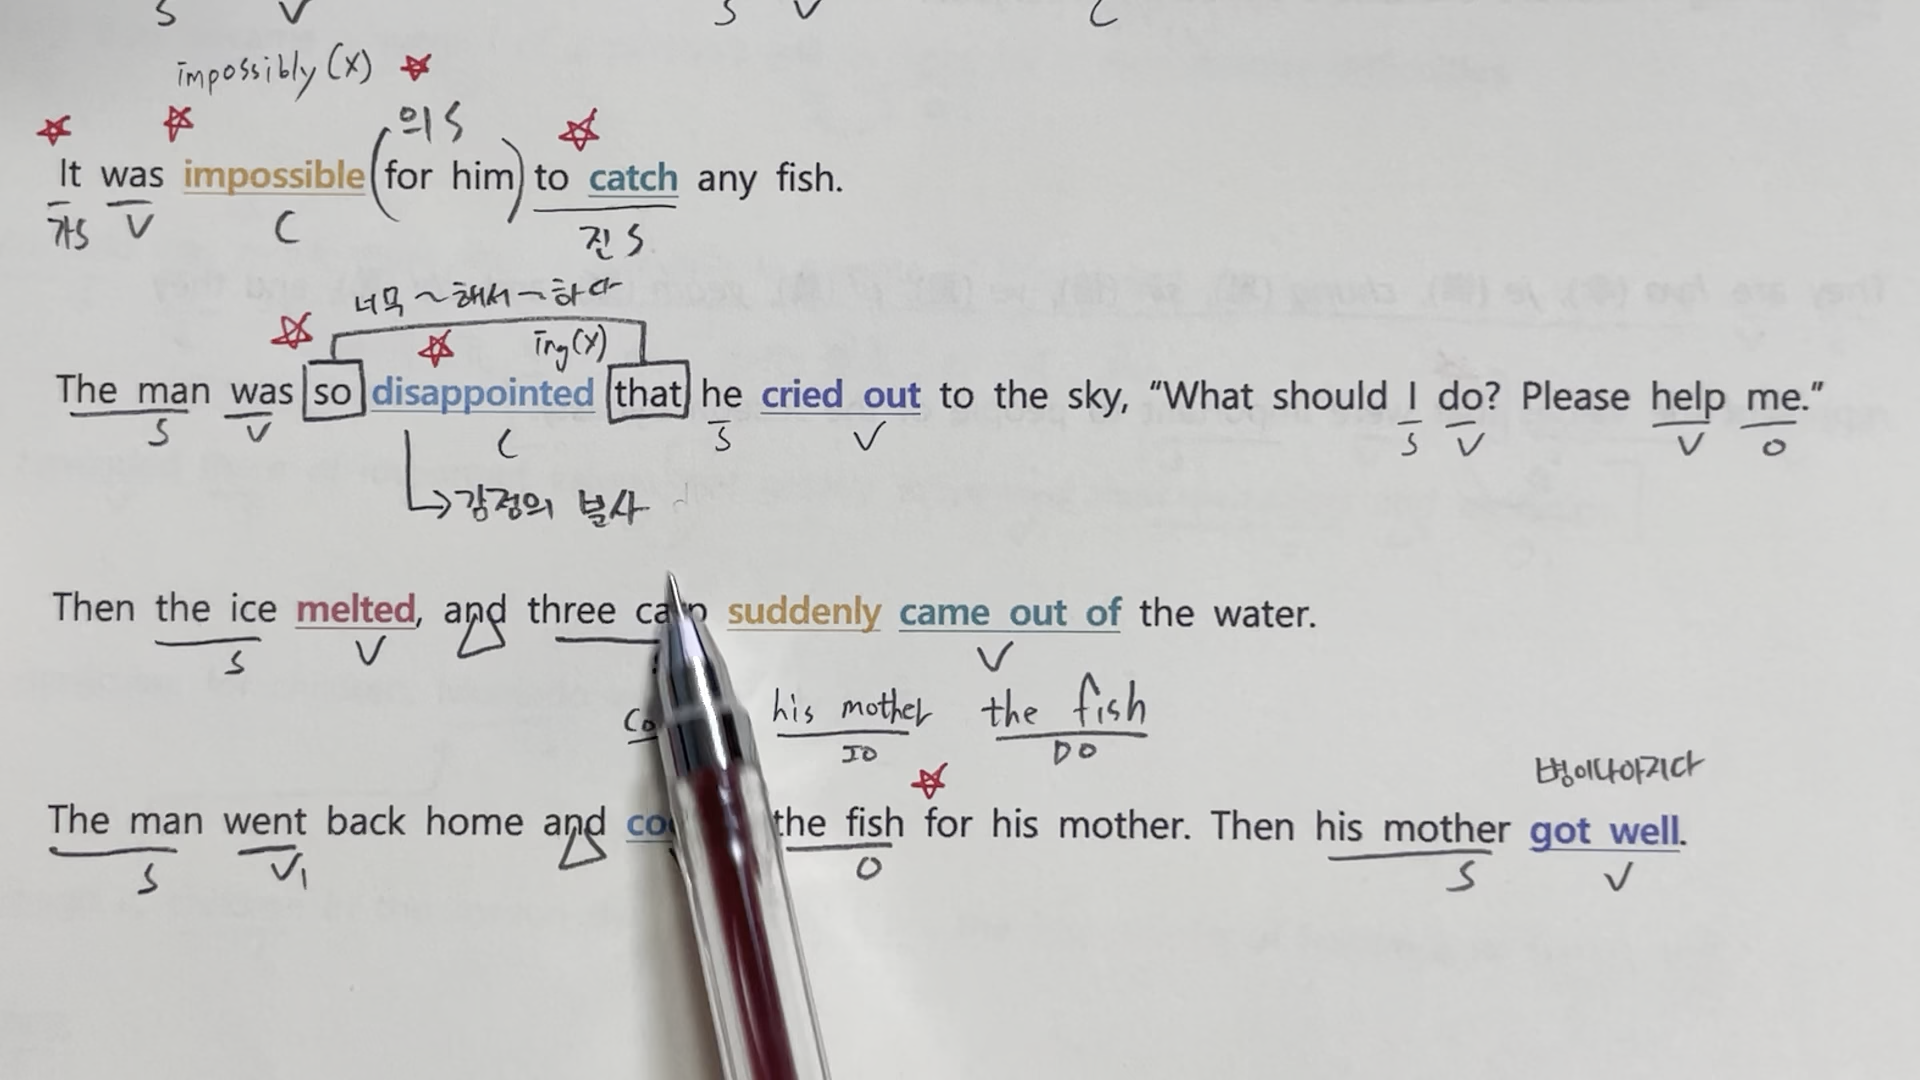 S V S V C
impossibly (X)
의S
It was impossible (for him) to catch any fish.
가S V C 진S
너무 ~해서 ~하다
ing(X)
The man was so disappointed that he cried out to the sky, “What should I do? Please help me.”
S V C S V S V V O
감정의 분사
Then the ice melted, and three suddenly came out of the water.
S V V
his mother the fish
IO DO
병이나아지다
The man went back home and the fish for his mother. Then his mother got well.
S V1 O S V